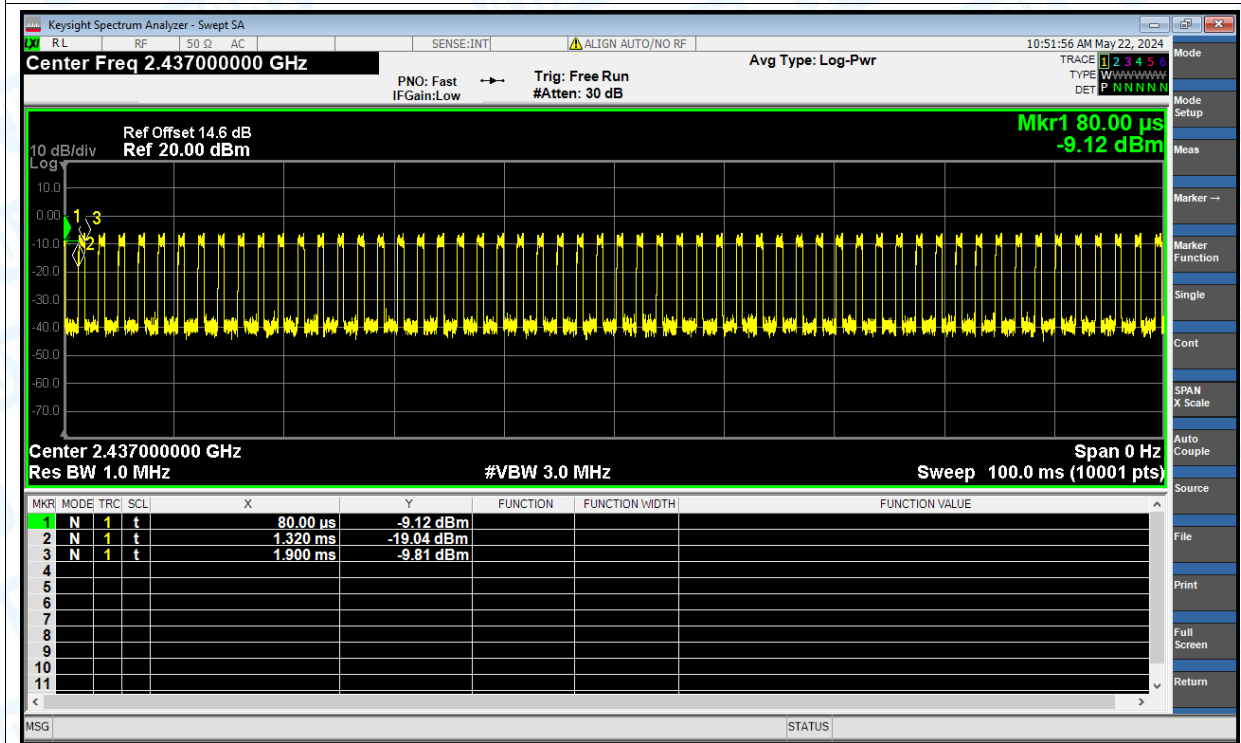 Keysight Spectrum Analyzer - Swept SA
LXI RL RF 50 Ω AC SENSE:INT ALIGN AUTO/NO RF 10:51:56 AM May 22, 2024
Center Freq 2.437000000 GHz
PNO: Fast
IFGain:Low
Trig: Free Run
#Atten: 30 dB
Avg Type: Log-Pwr
TRACE 1 2 3 4 5 6
TYPE WWWWWW
DET P N N N N N
Mkr1 80.00 µs
-9.12 dBm
Ref Offset 14.6 dB
10 dB/div Ref 20.00 dBm
Log
10.0
0.00
-10.0
-20.0
-30.0
-40.0
-50.0
-60.0
-70.0
1
3
2
Center 2.437000000 GHz Span 0 Hz
Res BW 1.0 MHz #VBW 3.0 MHz Sweep 100.0 ms (10001 pts)
MKR MODE TRC SCL X Y FUNCTION FUNCTION WIDTH FUNCTION VALUE
1 N 1 t 80.00 µs -9.12 dBm
2 N 1 t 1.320 ms -19.04 dBm
3 N 1 t 1.900 ms -9.81 dBm
4
5
6
7
8
9
10
11
MSG STATUS
Mode
Mode
Setup
Meas
Marker →
Marker
Function
Single
Cont
SPAN
X Scale
Auto
Couple
Source
File
Print
Full
Screen
Return